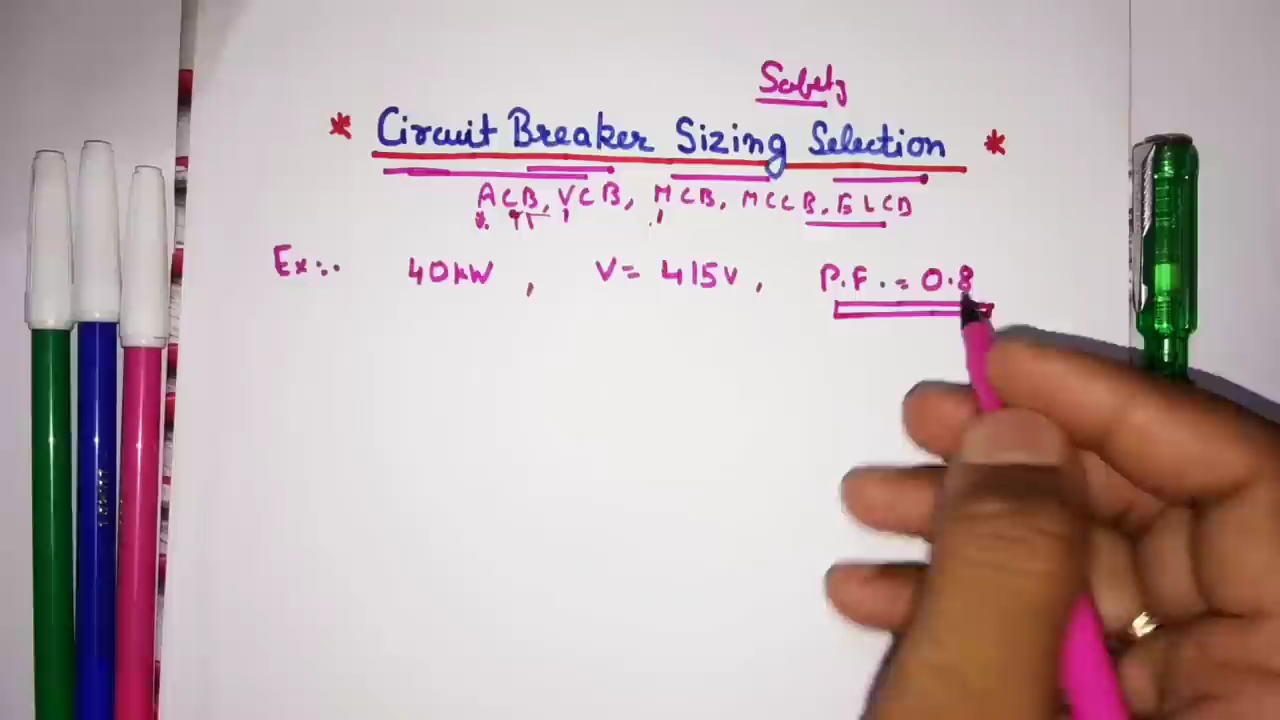 Safety
* Circuit Breaker Sizing Selection *
ACB, VCB, MCB, MCCB, ELCB
Ex:. 40kW, V= 415V, P.F.= 0.8